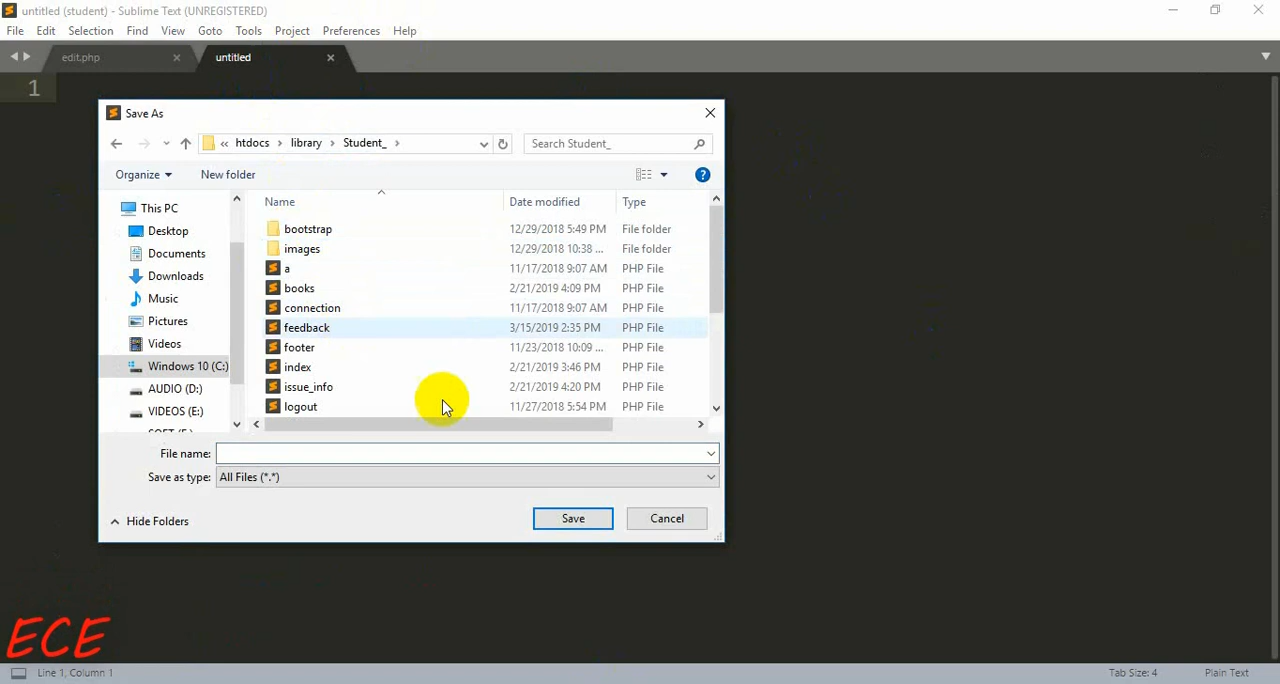 untitled (student) - Sublime Text (UNREGISTERED)
File Edit Selection Find View Goto Tools Project Preferences Help
edit.php untitled
1
Save As
« htdocs › library › Student_ › Search Student_
Organize New folder
This PC
Desktop
Documents
Downloads
Music
Pictures
Videos
Windows 10 (C:)
AUDIO (D:)
VIDEOS (E:)
Name Date modified Type
bootstrap 12/29/2018 5:49 PM File folder
images 12/29/2018 10:38 ... File folder
a 11/17/2018 9:07 AM PHP File
books 2/21/2019 4:09 PM PHP File
connection 11/17/2018 9:07 AM PHP File
feedback 3/15/2019 2:35 PM PHP File
footer 11/23/2018 10:09 ... PHP File
index 2/21/2019 3:46 PM PHP File
issue_info 2/21/2019 4:20 PM PHP File
logout 11/27/2018 5:54 PM PHP File
File name:
Save as type: All Files (*.*)
Hide Folders Save Cancel
ECE
Line 1, Column 1 Tab Size: 4 Plain Text